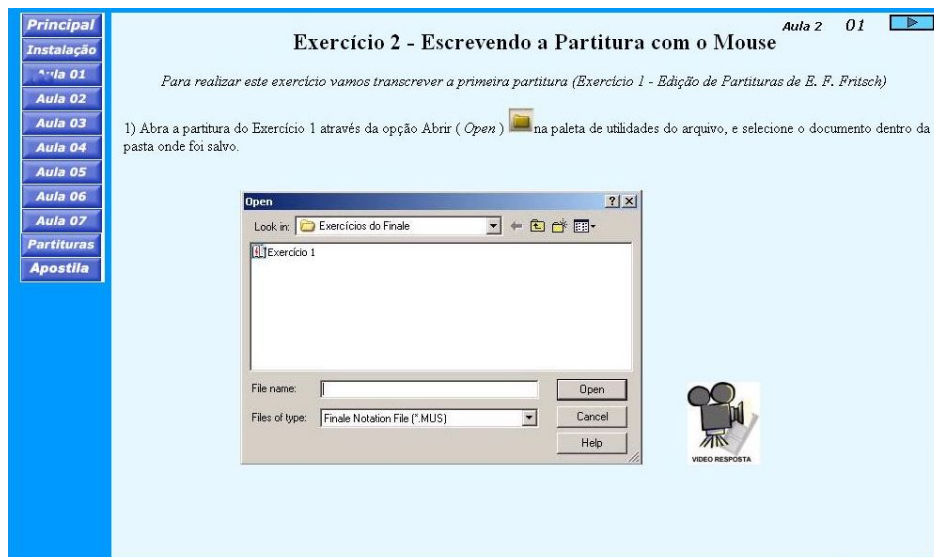 Principal
Instalação
Aula 01
Aula 02
Aula 03
Aula 04
Aula 05
Aula 06
Aula 07
Partituras
Apostila
Aula 2 01
Exercício 2 - Escrevendo a Partitura com o Mouse
Para realizar este exercício vamos transcrever a primeira partitura (Exercício 1 - Edição de Partituras de E. F. Fritsch)
1) Abra a partitura do Exercício 1 através da opção Abrir ( Open ) na paleta de utilidades do arquivo, e selecione o documento dentro da
pasta onde foi salvo.
Open
Look in: Exercícios do Finale
Exercício 1
File name: Open
Files of type: Finale Notation File (*.MUS) Cancel
Help
VIDEO RESPOSTA